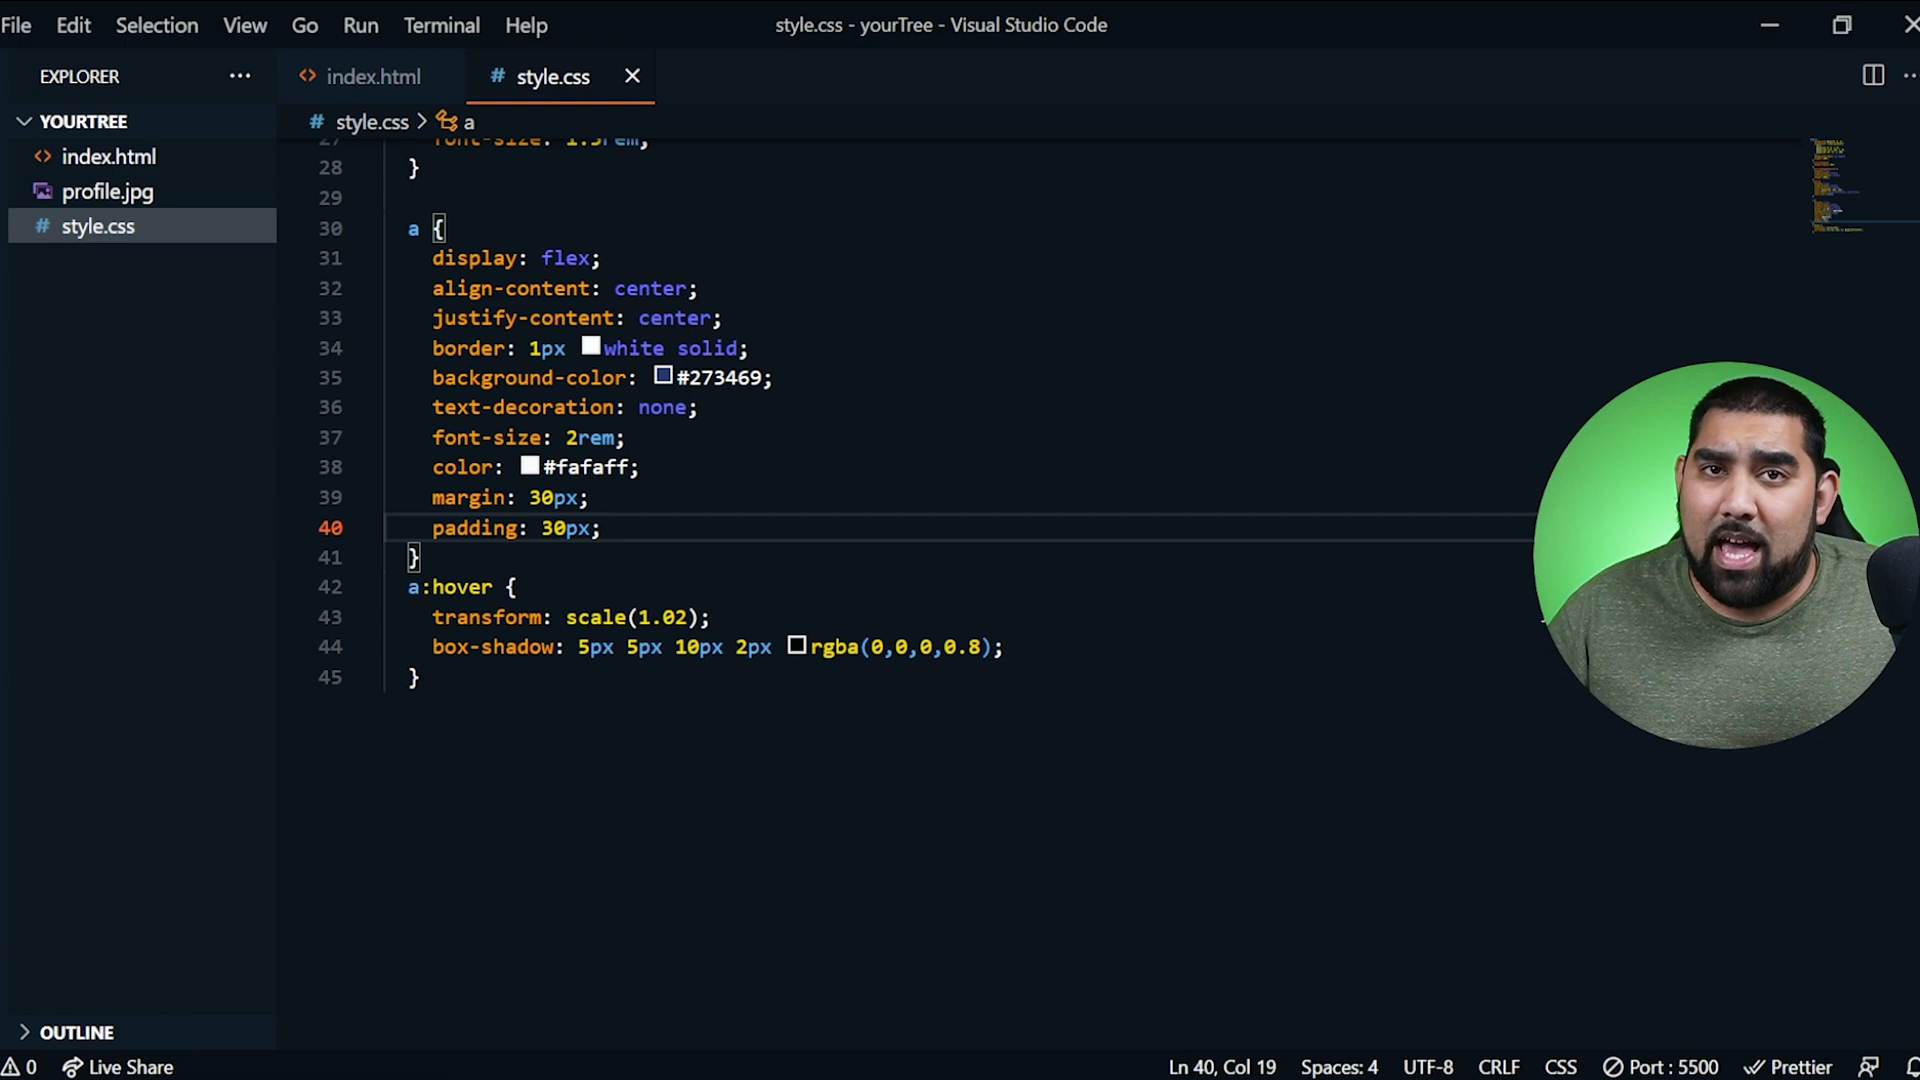 File Edit Selection View Go Run Terminal Help style.css - yourTree - Visual Studio Code
EXPLORER ··· <> index.html # style.css ×
YOURTREE
# style.css > a
<> index.html
profile.jpg
# style.css
27 font-size: 1.5rem;
28 }
29
30 a {
31 display: flex;
32 align-content: center;
33 justify-content: center;
34 border: 1px white solid;
35 background-color: #273469;
36 text-decoration: none;
37 font-size: 2rem;
38 color: #fafaff;
39 margin: 30px;
40 padding: 30px;
41 }
42 a:hover {
43 transform: scale(1.02);
44 box-shadow: 5px 5px 10px 2px rgba(0,0,0,0.8);
45 }
OUTLINE
0 Live Share Ln 40, Col 19 Spaces: 4 UTF-8 CRLF CSS Port : 5500 Prettier